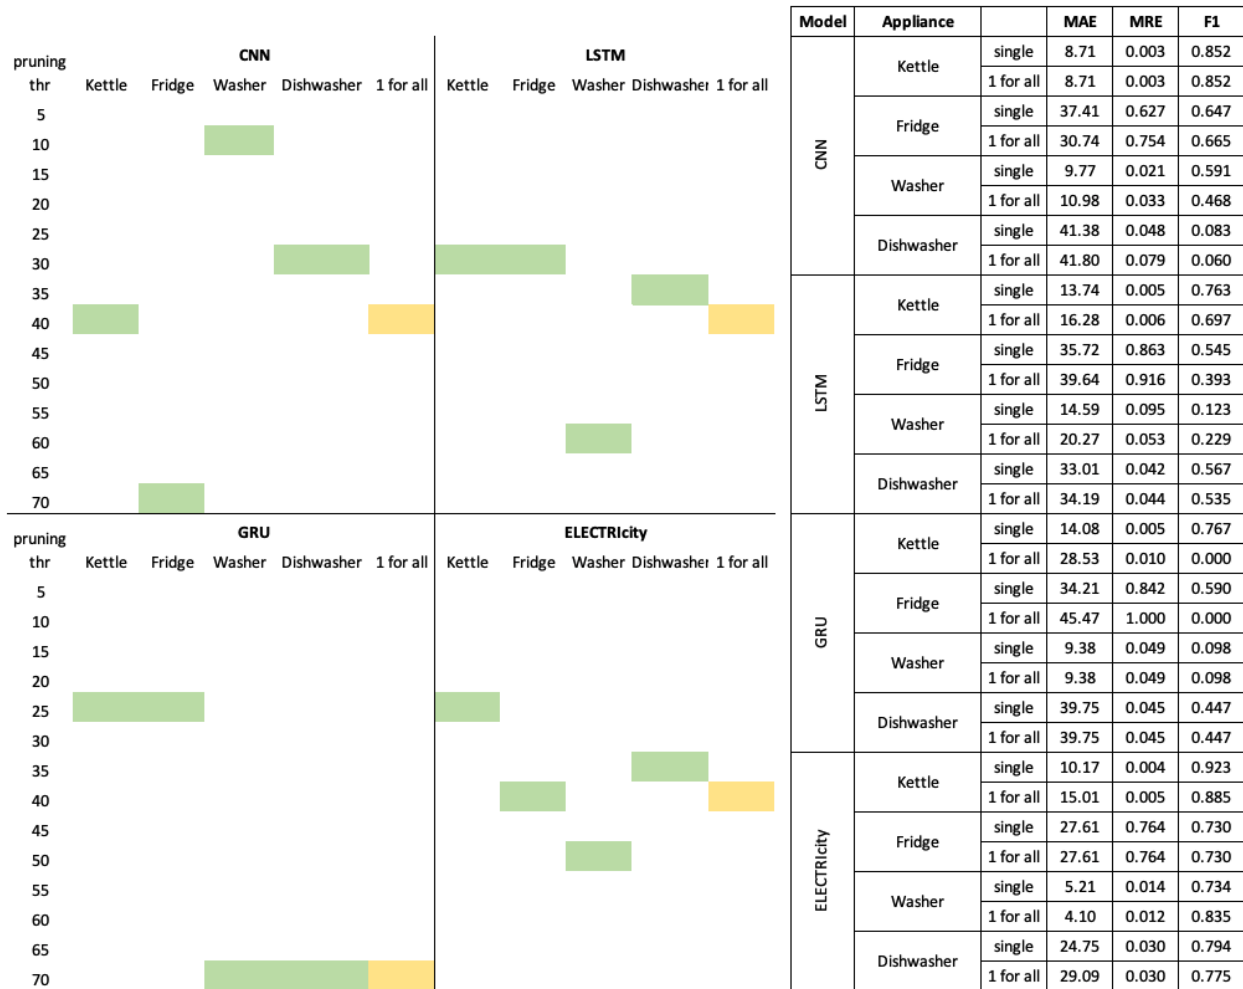 CNN LSTM
pruning
thr Kettle Fridge Washer Dishwasher 1 for all Kettle Fridge Washer Dishwasher 1 for all
5
10
15
20
25
30
35
40
45
50
55
60
65
70
GRU ELECTRIcity
pruning
thr Kettle Fridge Washer Dishwasher 1 for all Kettle Fridge Washer Dishwasher 1 for all
5
10
15
20
25
30
35
40
45
50
55
60
65
70
Model Appliance MAE MRE F1
CNN
Kettle
single 8.71 0.003 0.852
1 for all 8.71 0.003 0.852
Fridge
single 37.41 0.627 0.647
1 for all 30.74 0.754 0.665
Washer
single 9.77 0.021 0.591
1 for all 10.98 0.033 0.468
Dishwasher
single 41.38 0.048 0.083
1 for all 41.80 0.079 0.060
LSTM
Kettle
single 13.74 0.005 0.763
1 for all 16.28 0.006 0.697
Fridge
single 35.72 0.863 0.545
1 for all 39.64 0.916 0.393
Washer
single 14.59 0.095 0.123
1 for all 20.27 0.053 0.229
Dishwasher
single 33.01 0.042 0.567
1 for all 34.19 0.044 0.535
GRU
Kettle
single 14.08 0.005 0.767
1 for all 28.53 0.010 0.000
Fridge
single 34.21 0.842 0.590
1 for all 45.47 1.000 0.000
Washer
single 9.38 0.049 0.098
1 for all 9.38 0.049 0.098
Dishwasher
single 39.75 0.045 0.447
1 for all 39.75 0.045 0.447
ELECTRIcity
Kettle
single 10.17 0.004 0.923
1 for all 15.01 0.005 0.885
Fridge
single 27.61 0.764 0.730
1 for all 27.61 0.764 0.730
Washer
single 5.21 0.014 0.734
1 for all 4.10 0.012 0.835
Dishwasher
single 24.75 0.030 0.794
1 for all 29.09 0.030 0.775